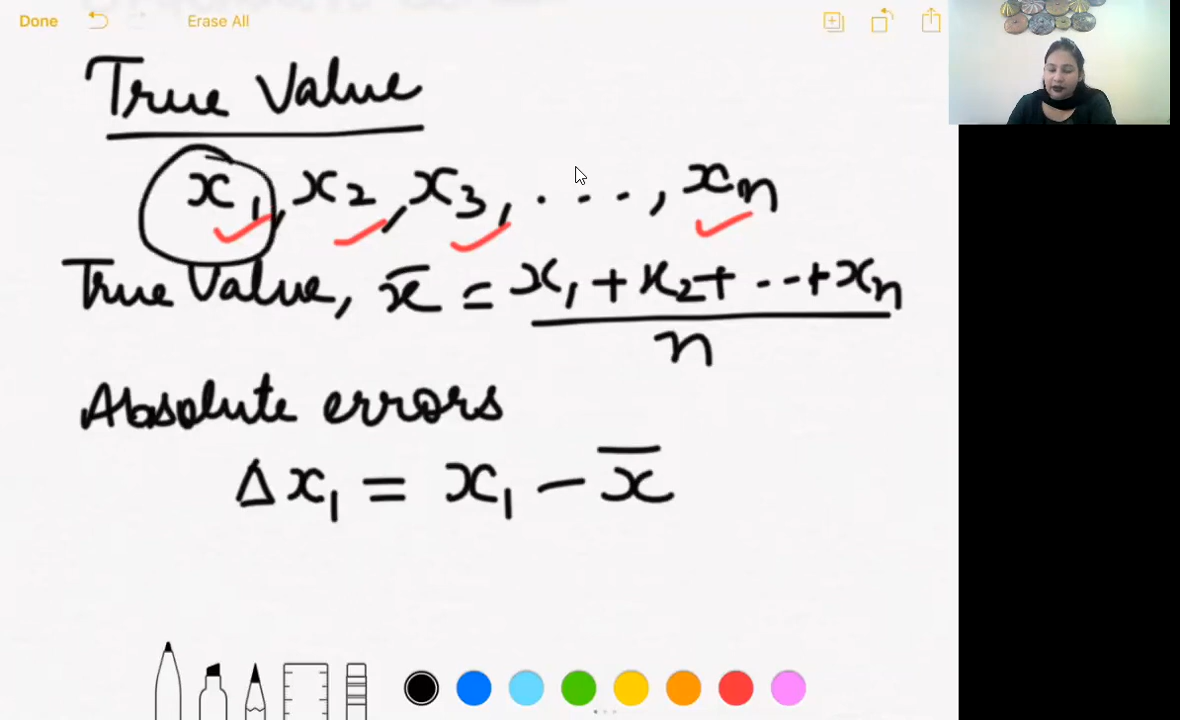 Done Erase All
True Value
x₁, x₂, x₃, . . . ., xₙ
True Value, x̄ = x₁ + x₂ + . . + xₙ
n
Absolute errors
Δx₁ = x₁ − x̄